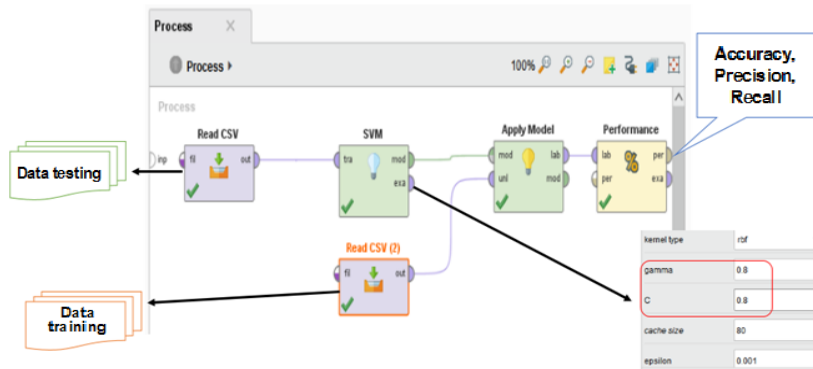 Process
Process
100%
Process
Accuracy,
Precision,
Recall
Read CSV
SVM
Apply Model
Performance
inp
fil
out
tra
mod
exa
mod
uni
lab
mod
lab
per
per
exa
Data testing
Read CSV (2)
fil
out
Data
training
kernel type
rbf
gamma
0.8
C
0.8
cache size
80
epsilon
0.001